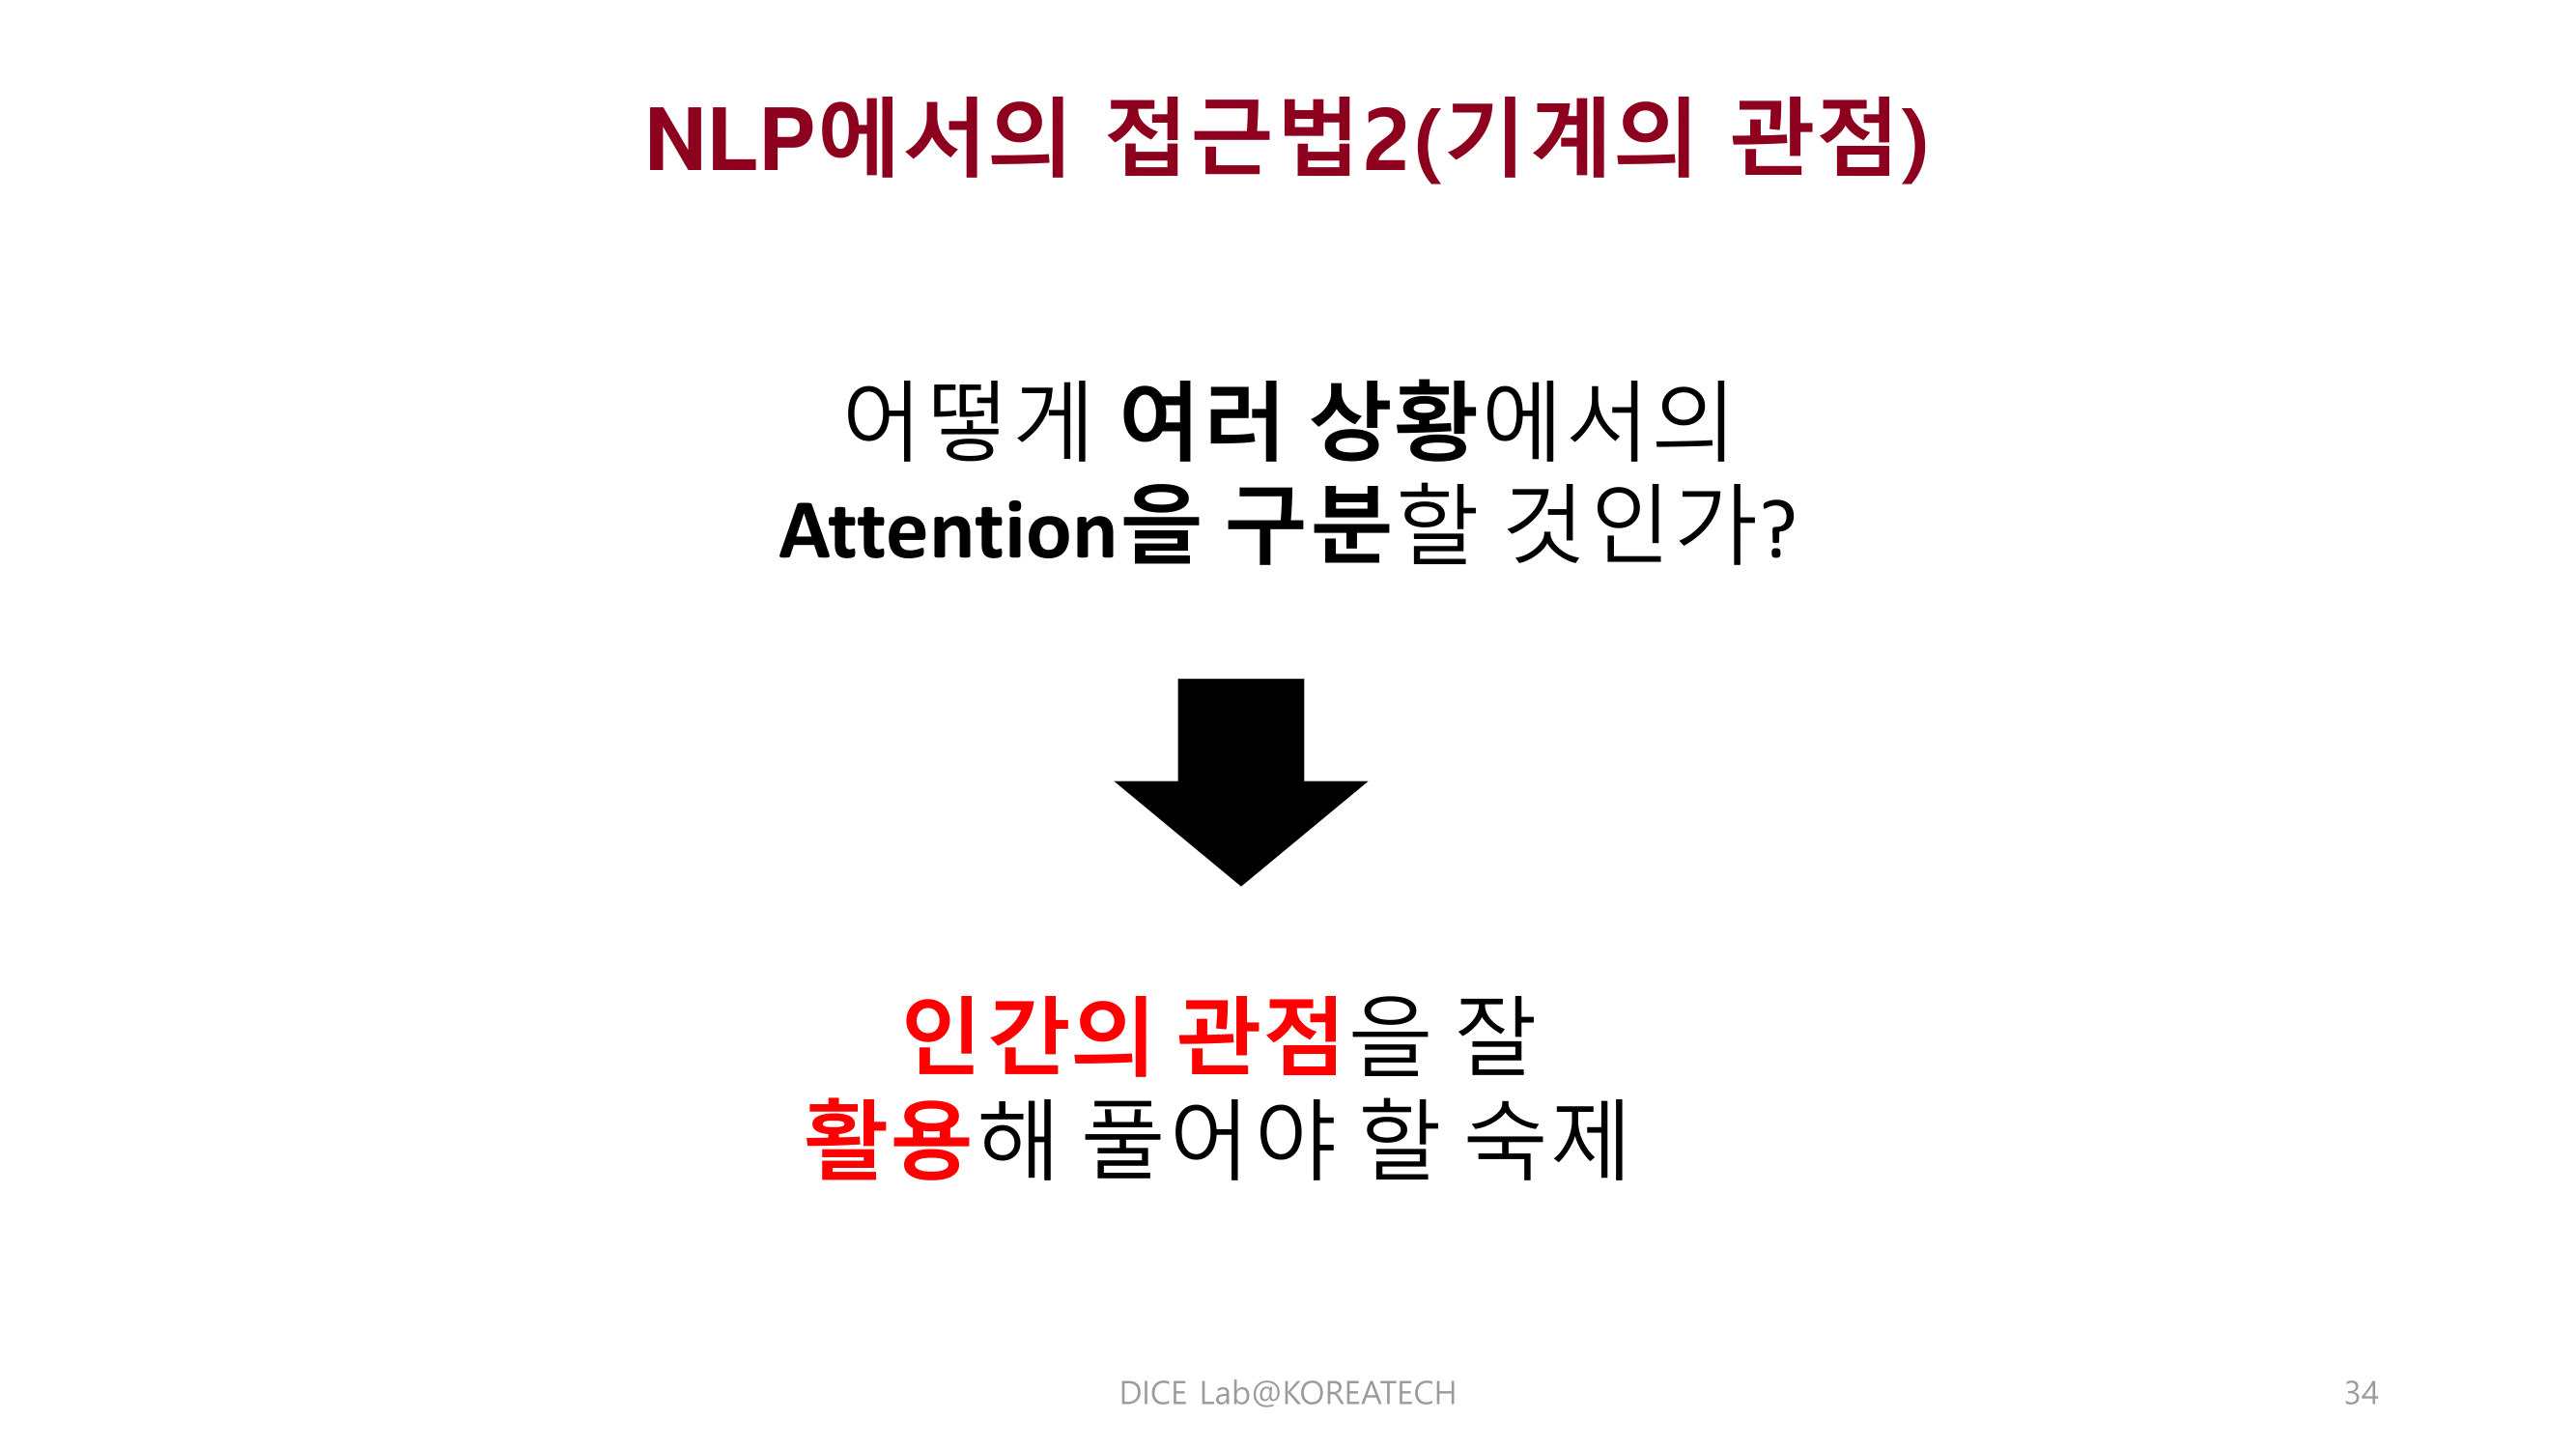 NLP에서의 접근법2(기계의 관점)
어떻게 여러 상황에서의
Attention을 구분할 것인가?
인간의 관점을 잘
활용해 풀어야 할 숙제
DICE Lab@KOREATECH
34